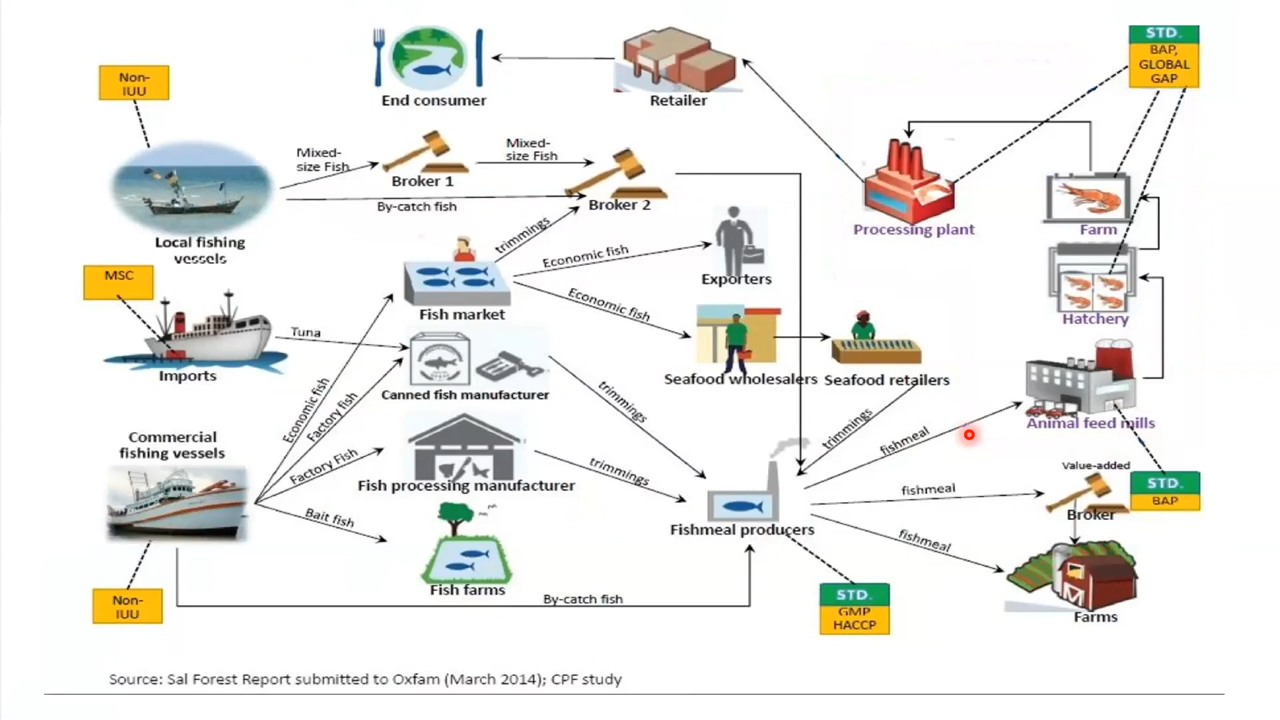 STD.
BAP,
GLOBAL
GAP
Non-
IUU
End consumer
Retailer
Mixed-
size Fish
Mixed-
size Fish
Broker 1
Broker 2
By-catch fish
Local fishing
vessels
trimmings
Economic fish
Exporters
Processing plant
Farm
MSC
Fish market
Economic fish
Hatchery
Tuna
Imports
Canned fish manufacturer
Seafood wholesalers
Seafood retailers
Economic fish
Factory fish
trimmings
trimmings
fishmeal
Animal feed mills
Commercial
fishing vessels
Factory Fish
Fish processing manufacturer
trimmings
Value-added
fishmeal
Broker
STD.
BAP
Bait fish
Fishmeal producers
fishmeal
Fish farms
By-catch fish
Non-
IUU
STD.
GMP
HACCP
Farms
Source: Sal Forest Report submitted to Oxfam (March 2014); CPF study